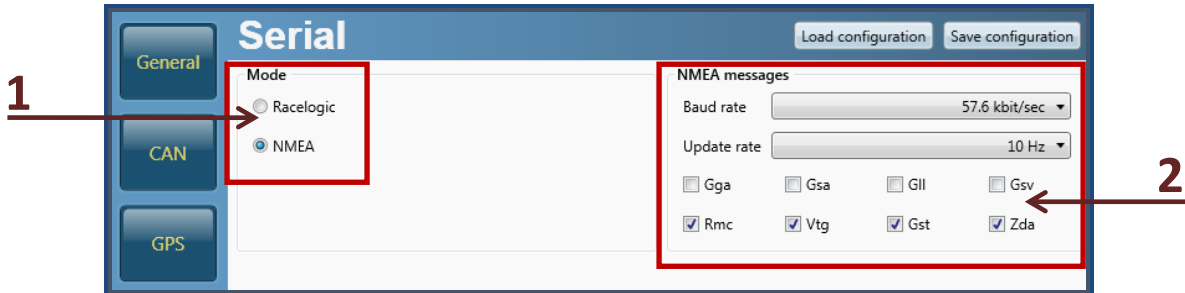 Serial
Load configuration Save configuration
General
Mode
NMEA messages
1
Racelogic
Baud rate 57.6 kbit/sec
CAN
NMEA
Update rate 10 Hz
Gga Gsa Gll Gsv
2
GPS
Rmc Vtg Gst Zda